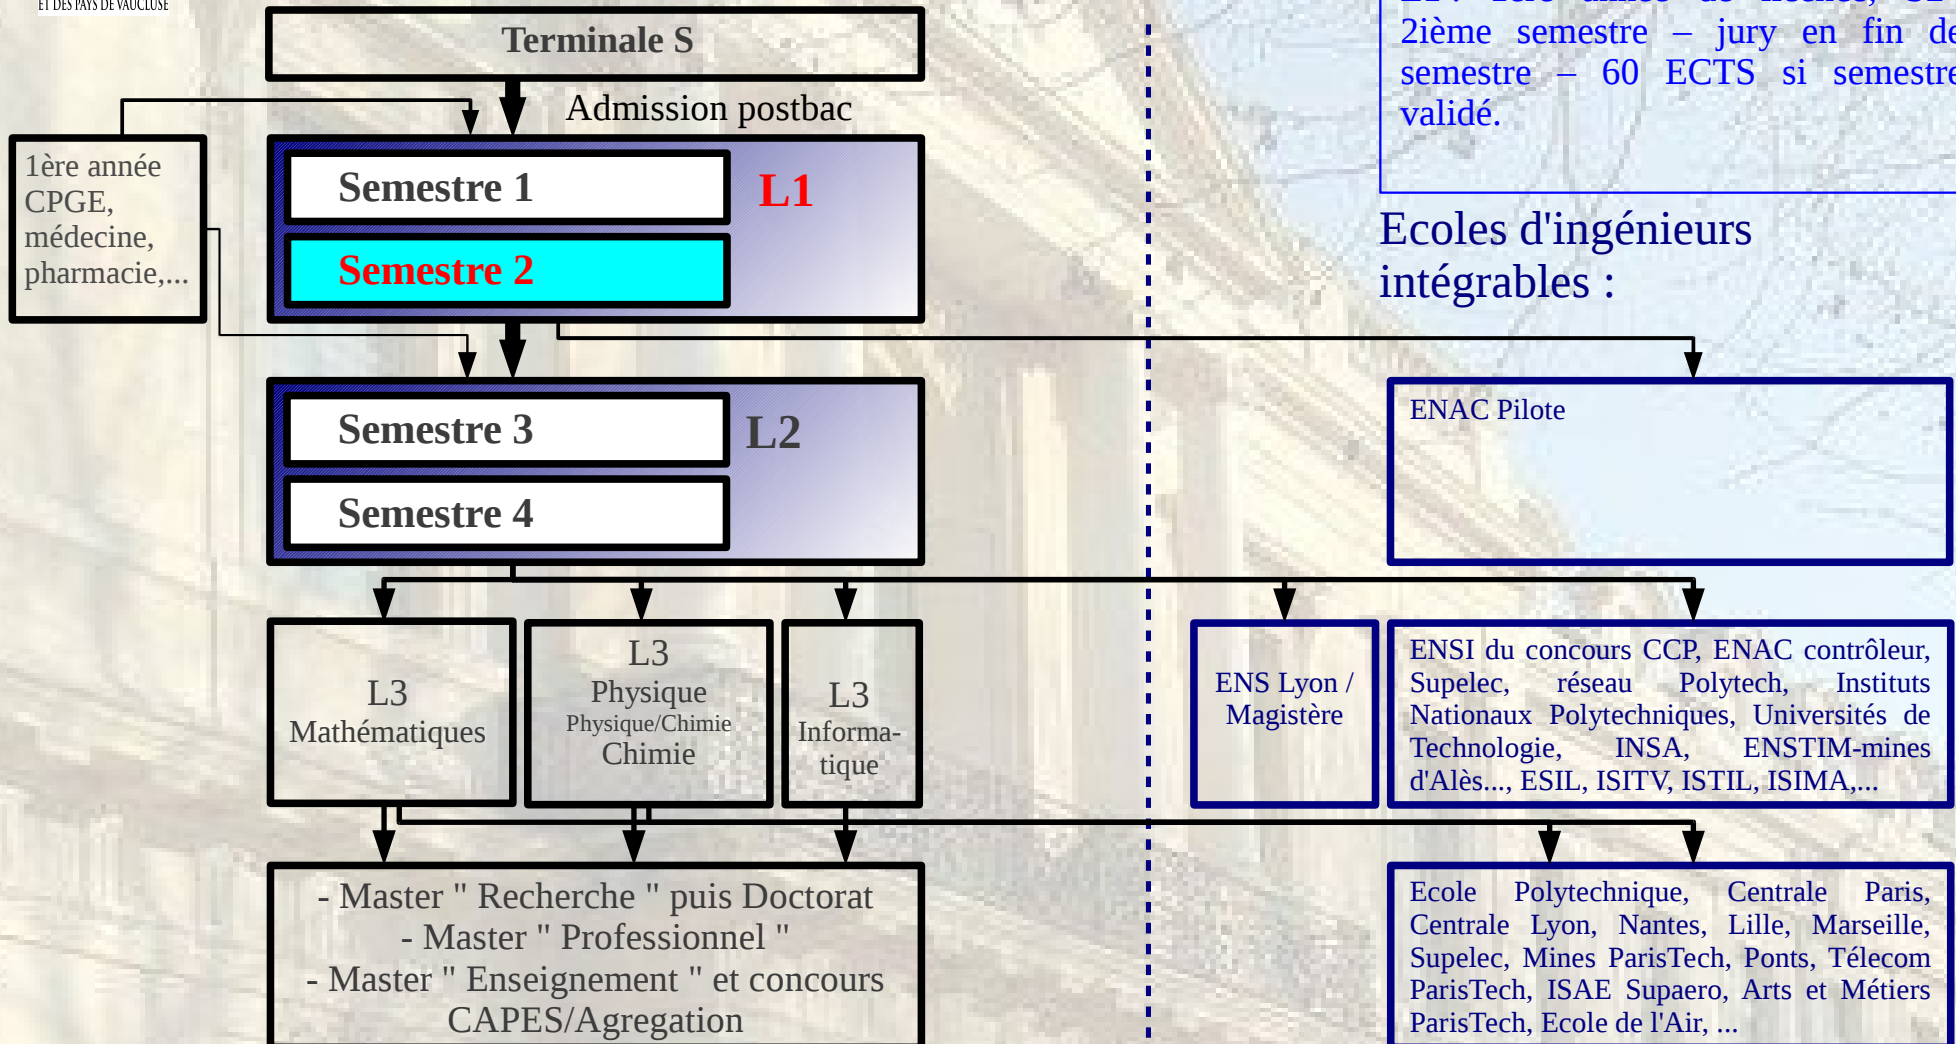 ET DES PAYS DE VAUCLUSE
Terminale S
Admission postbac
1ère année
CPGE,
médecine,
pharmacie,...
Semestre 1
L1
Semestre 2
2ième semestre – jury en fin de
semestre – 60 ECTS si semestre
validé.
Ecoles d'ingénieurs
intégrables :
Semestre 3
L2
Semestre 4
ENAC Pilote
L3
Mathématiques
L3
Physique
Physique/Chimie
Chimie
L3
Informa-
tique
ENS Lyon /
Magistère
ENSI du concours CCP, ENAC contrôleur,
Supelec, réseau Polytech, Instituts
Nationaux Polytechniques, Universités de
Technologie, INSA, ENSTIM-mines
d'Alès..., ESIL, ISITV, ISTIL, ISIMA,...
- Master " Recherche " puis Doctorat
- Master " Professionnel "
- Master " Enseignement " et concours
CAPES/Agregation
Ecole Polytechnique, Centrale Paris,
Centrale Lyon, Nantes, Lille, Marseille,
Supelec, Mines ParisTech, Ponts, Télecom
ParisTech, ISAE Supaero, Arts et Métiers
ParisTech, Ecole de l'Air, ...